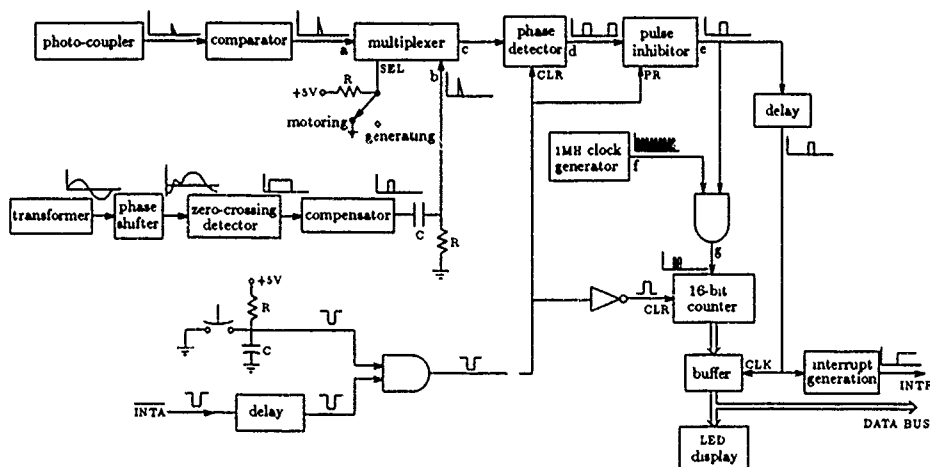 photo-coupler
comparator
a
multiplexer
c
phase
detector
d
pulse
inhibitor
e
SEL
b
CLR
PR
+5V
R
motoring
generating
delay
1MH clock
generator
f
transformer
phase
shifter
zero-crossing
detector
compensator
C
R
g
+5V
R
C
CLR
16-bit
counter
INTA
delay
buffer
CLK
interrupt
generation
INTR
DATA BUS
LED
display